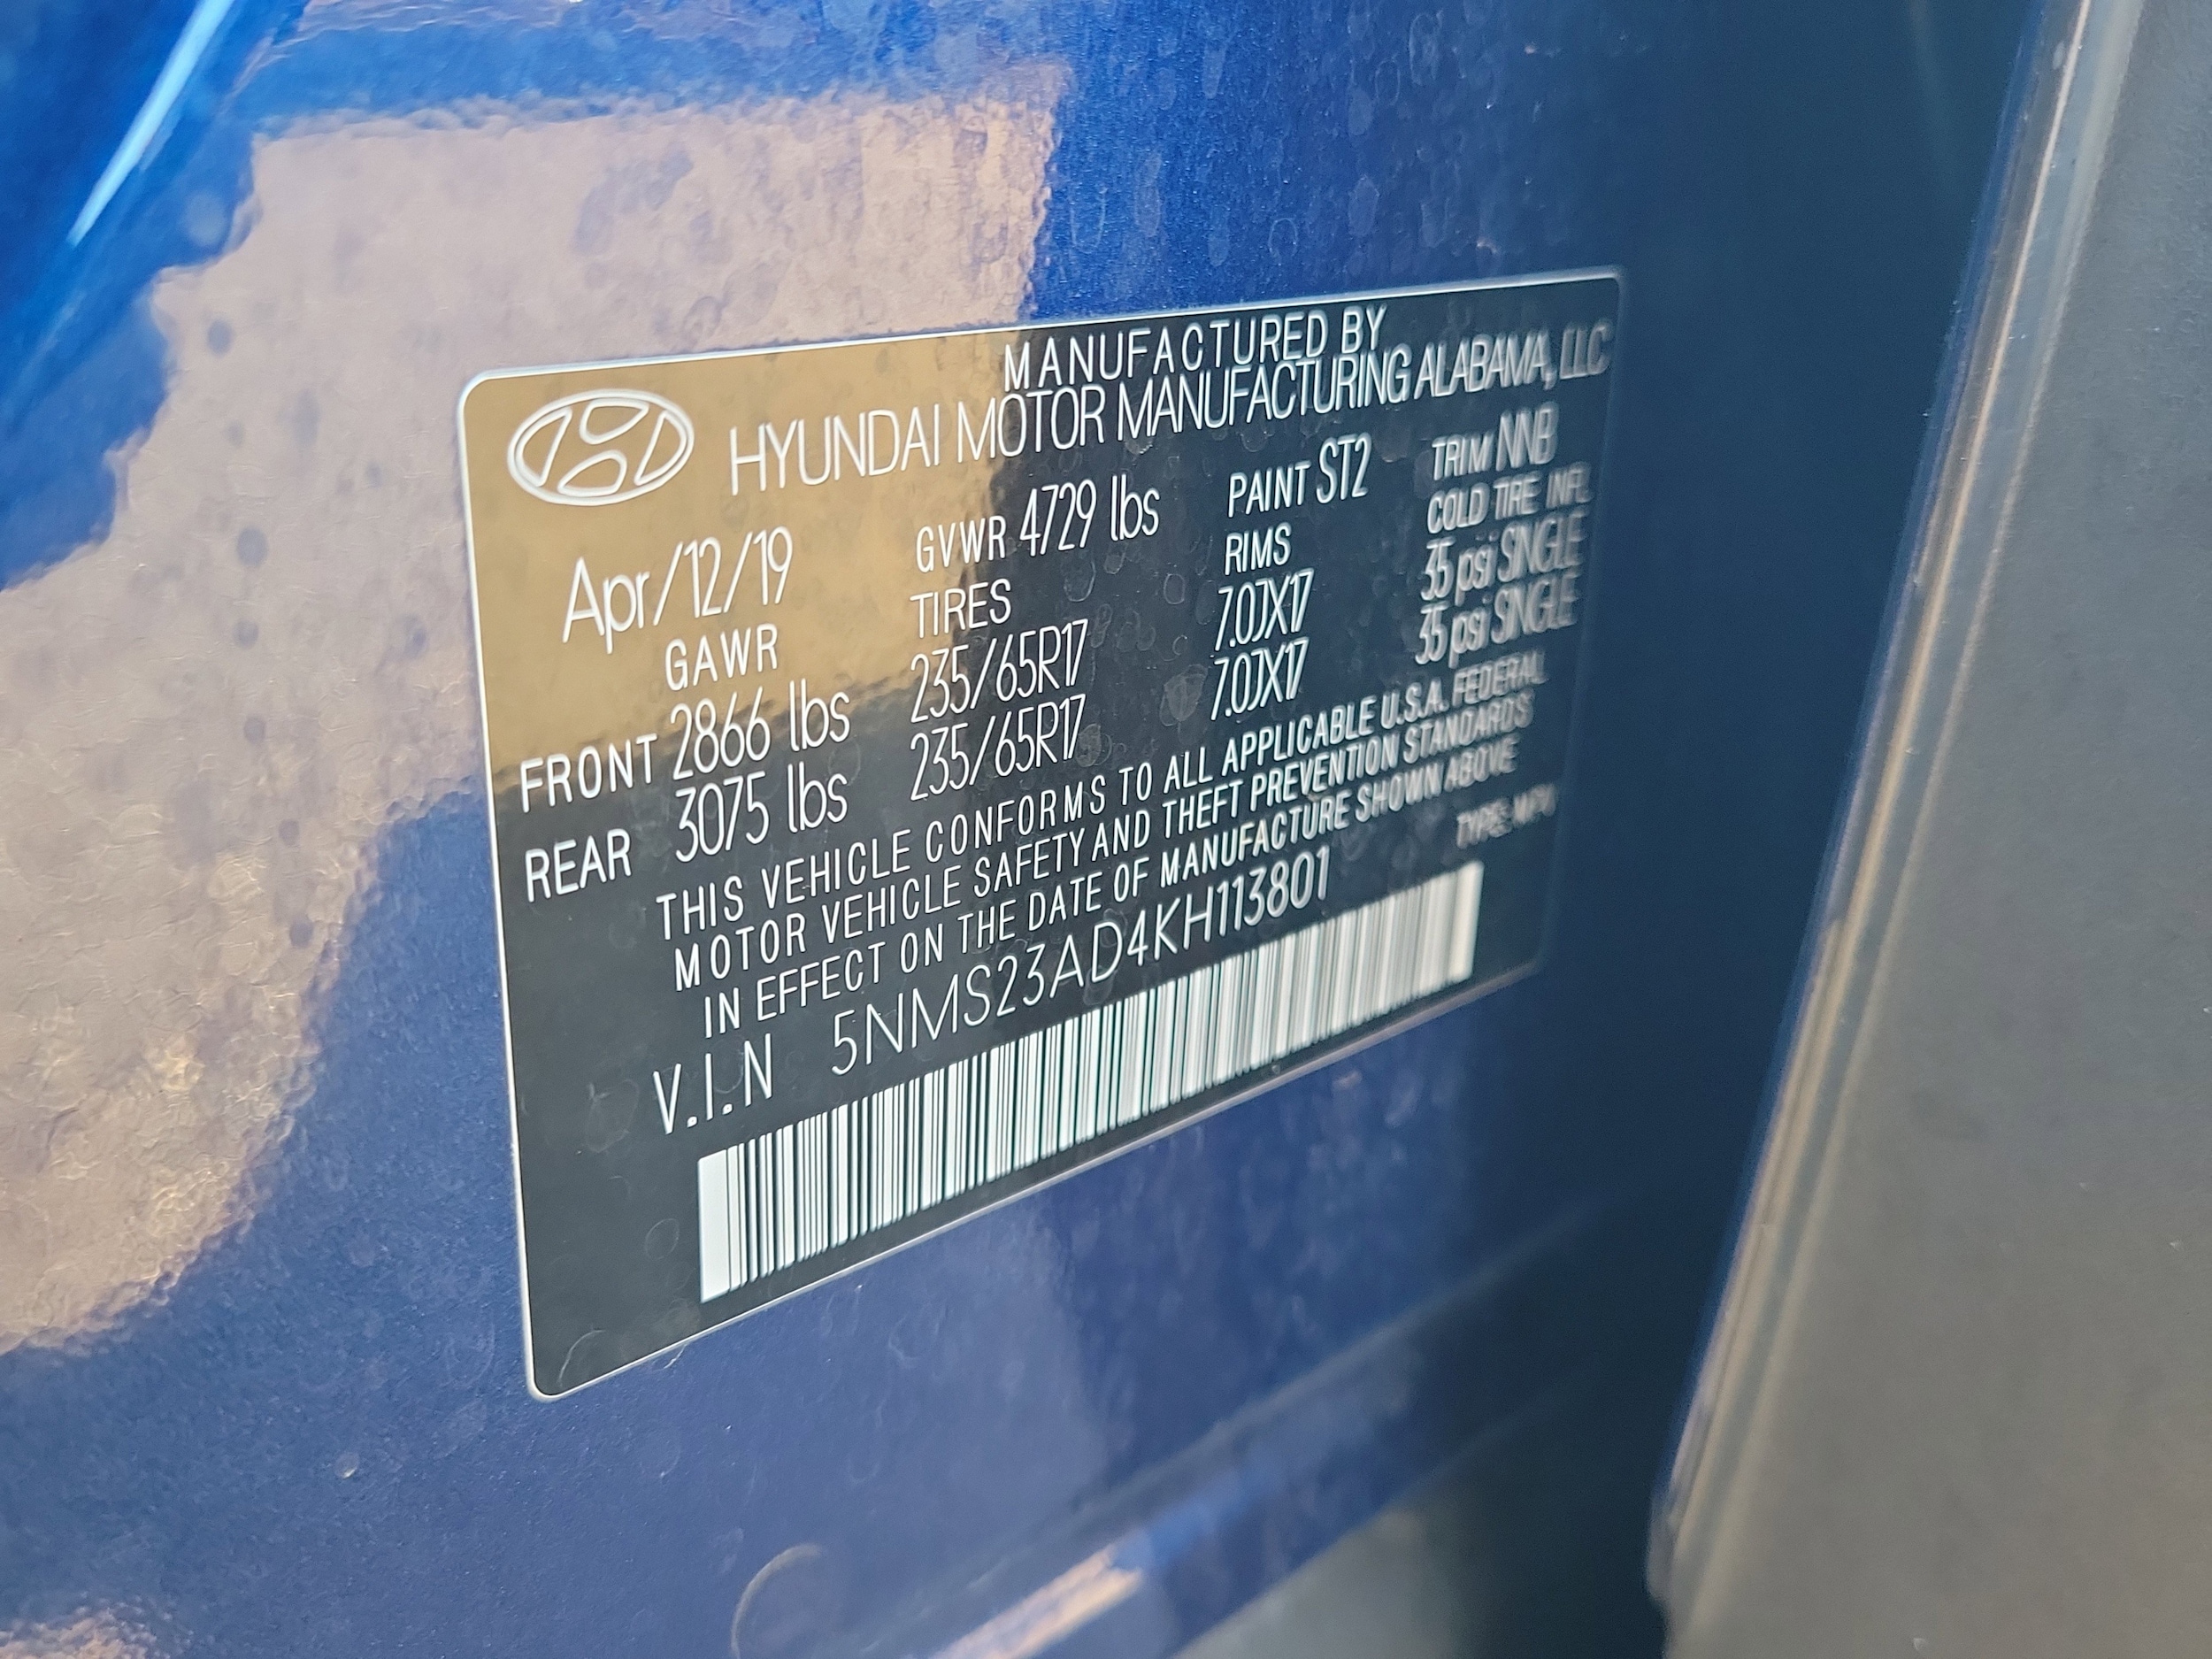 MANUFACTURED BY
HYUNDAI MOTOR MANUFACTURING ALABAMA, LLC
Apr/12/19 GVWR 4729 lbs PAINT ST2 TRIM NNB
GAWR TIRES RIMS COLD TIRE INFL
FRONT 2866 lbs 235/65R17 7.0JX17 35 psi SINGLE
REAR 3075 lbs 235/65R17 7.0JX17 35 psi SINGLE
THIS VEHICLE CONFORMS TO ALL APPLICABLE U.S.A. FEDERAL
MOTOR VEHICLE SAFETY AND THEFT PREVENTION STANDARDS
IN EFFECT ON THE DATE OF MANUFACTURE SHOWN ABOVE
V.I.N 5NMS23AD4KH113801 TYPE: MPV